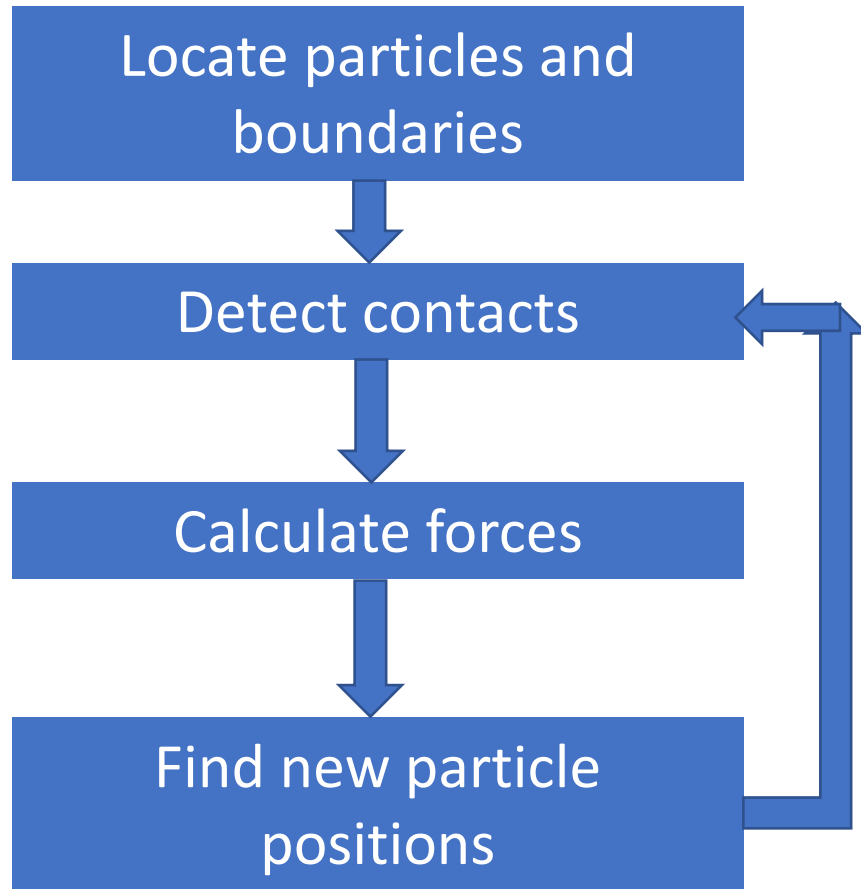 Locate particles and
boundaries
Detect contacts
Calculate forces
Find new particle
positions